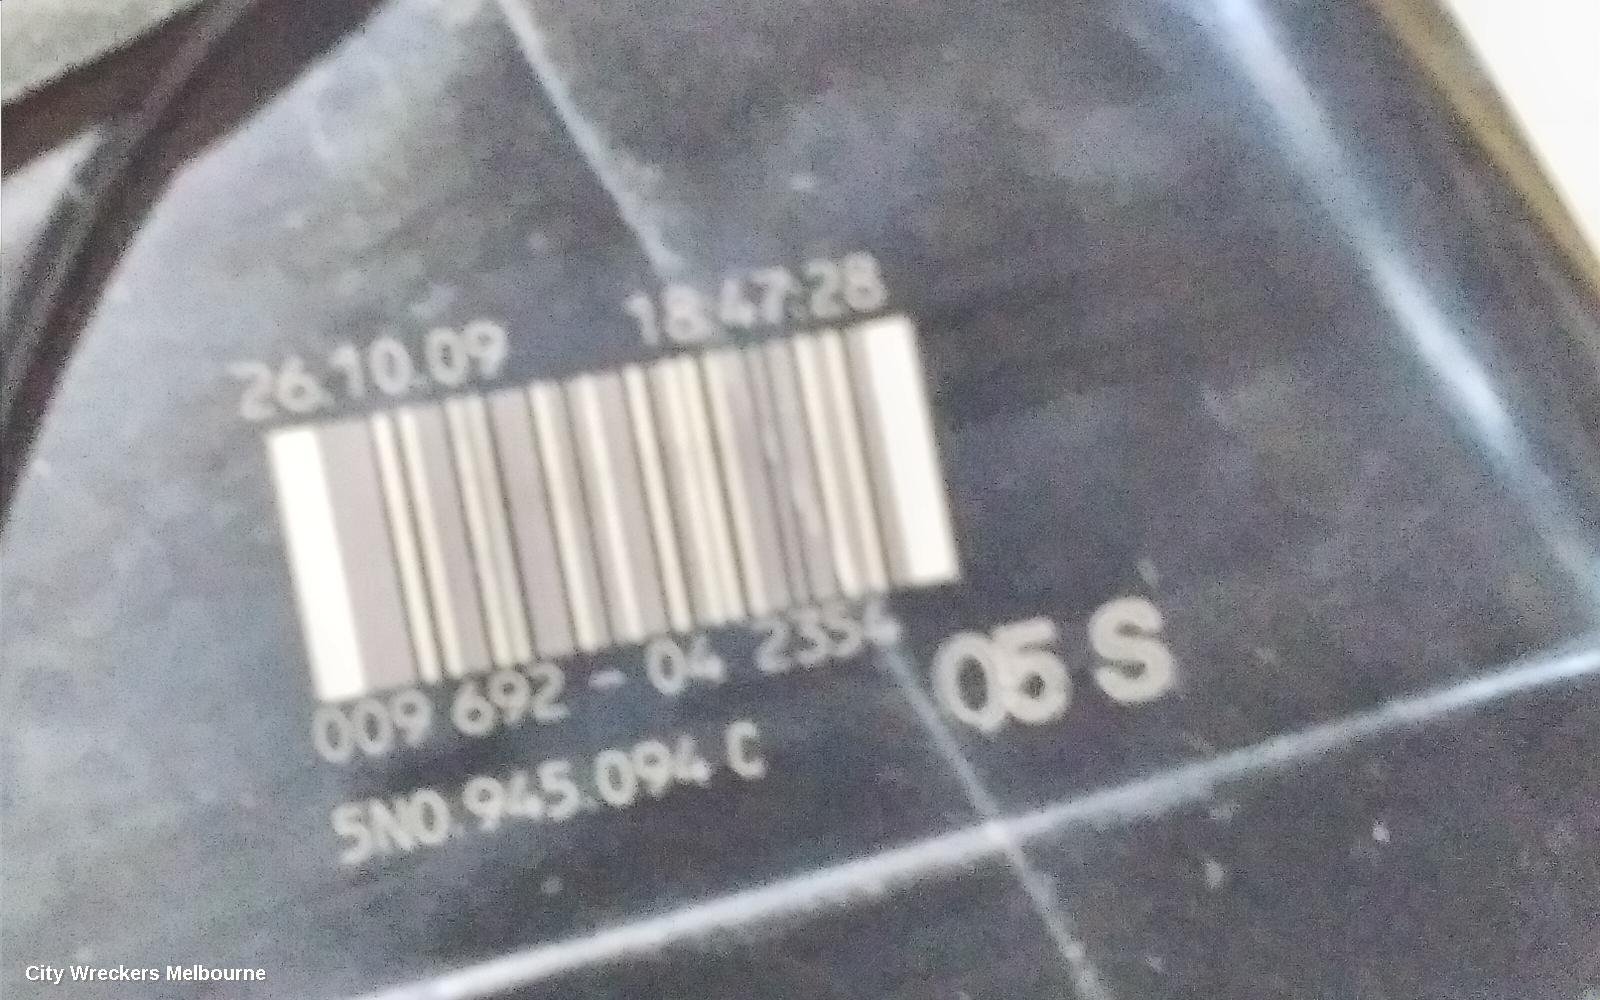 26.10.09 18:47:28
009 692 - 04 2354
05 S
5N0.945.094 C
City Wreckers Melbourne